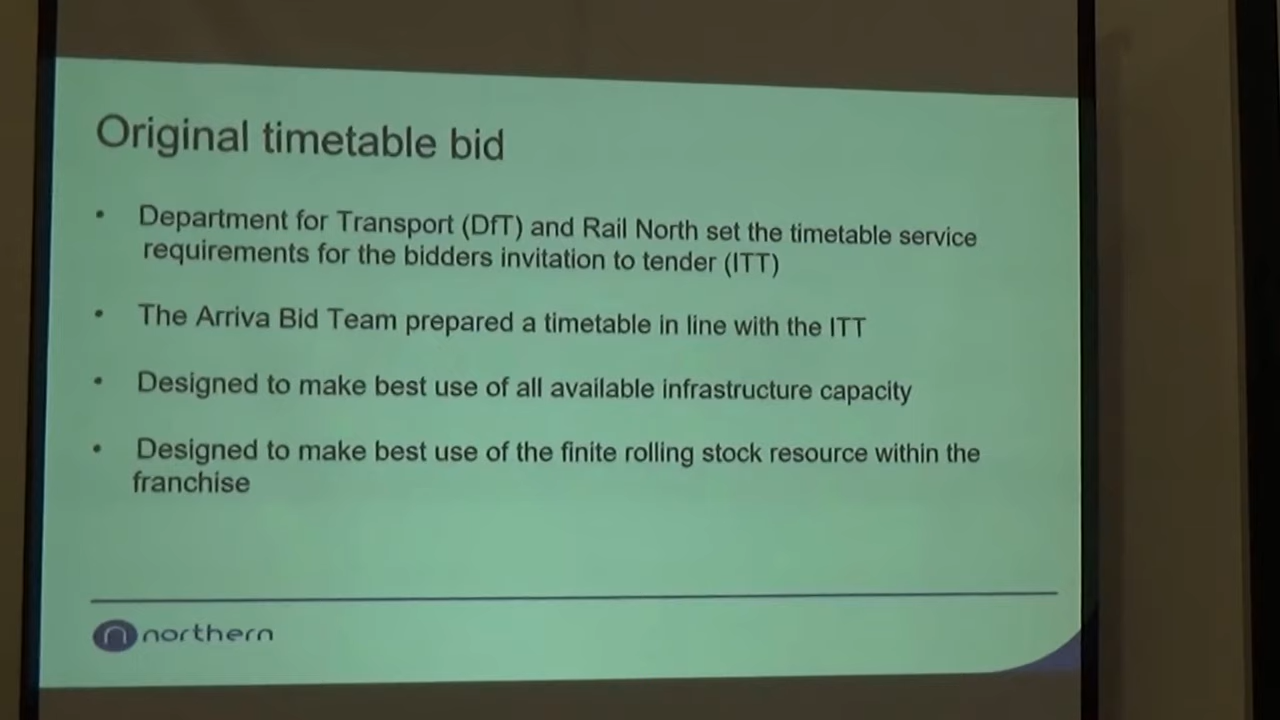 Original timetable bid
• Department for Transport (DfT) and Rail North set the timetable service
requirements for the bidders invitation to tender (ITT)
• The Arriva Bid Team prepared a timetable in line with the ITT
• Designed to make best use of all available infrastructure capacity
• Designed to make best use of the finite rolling stock resource within the
franchise
n northern